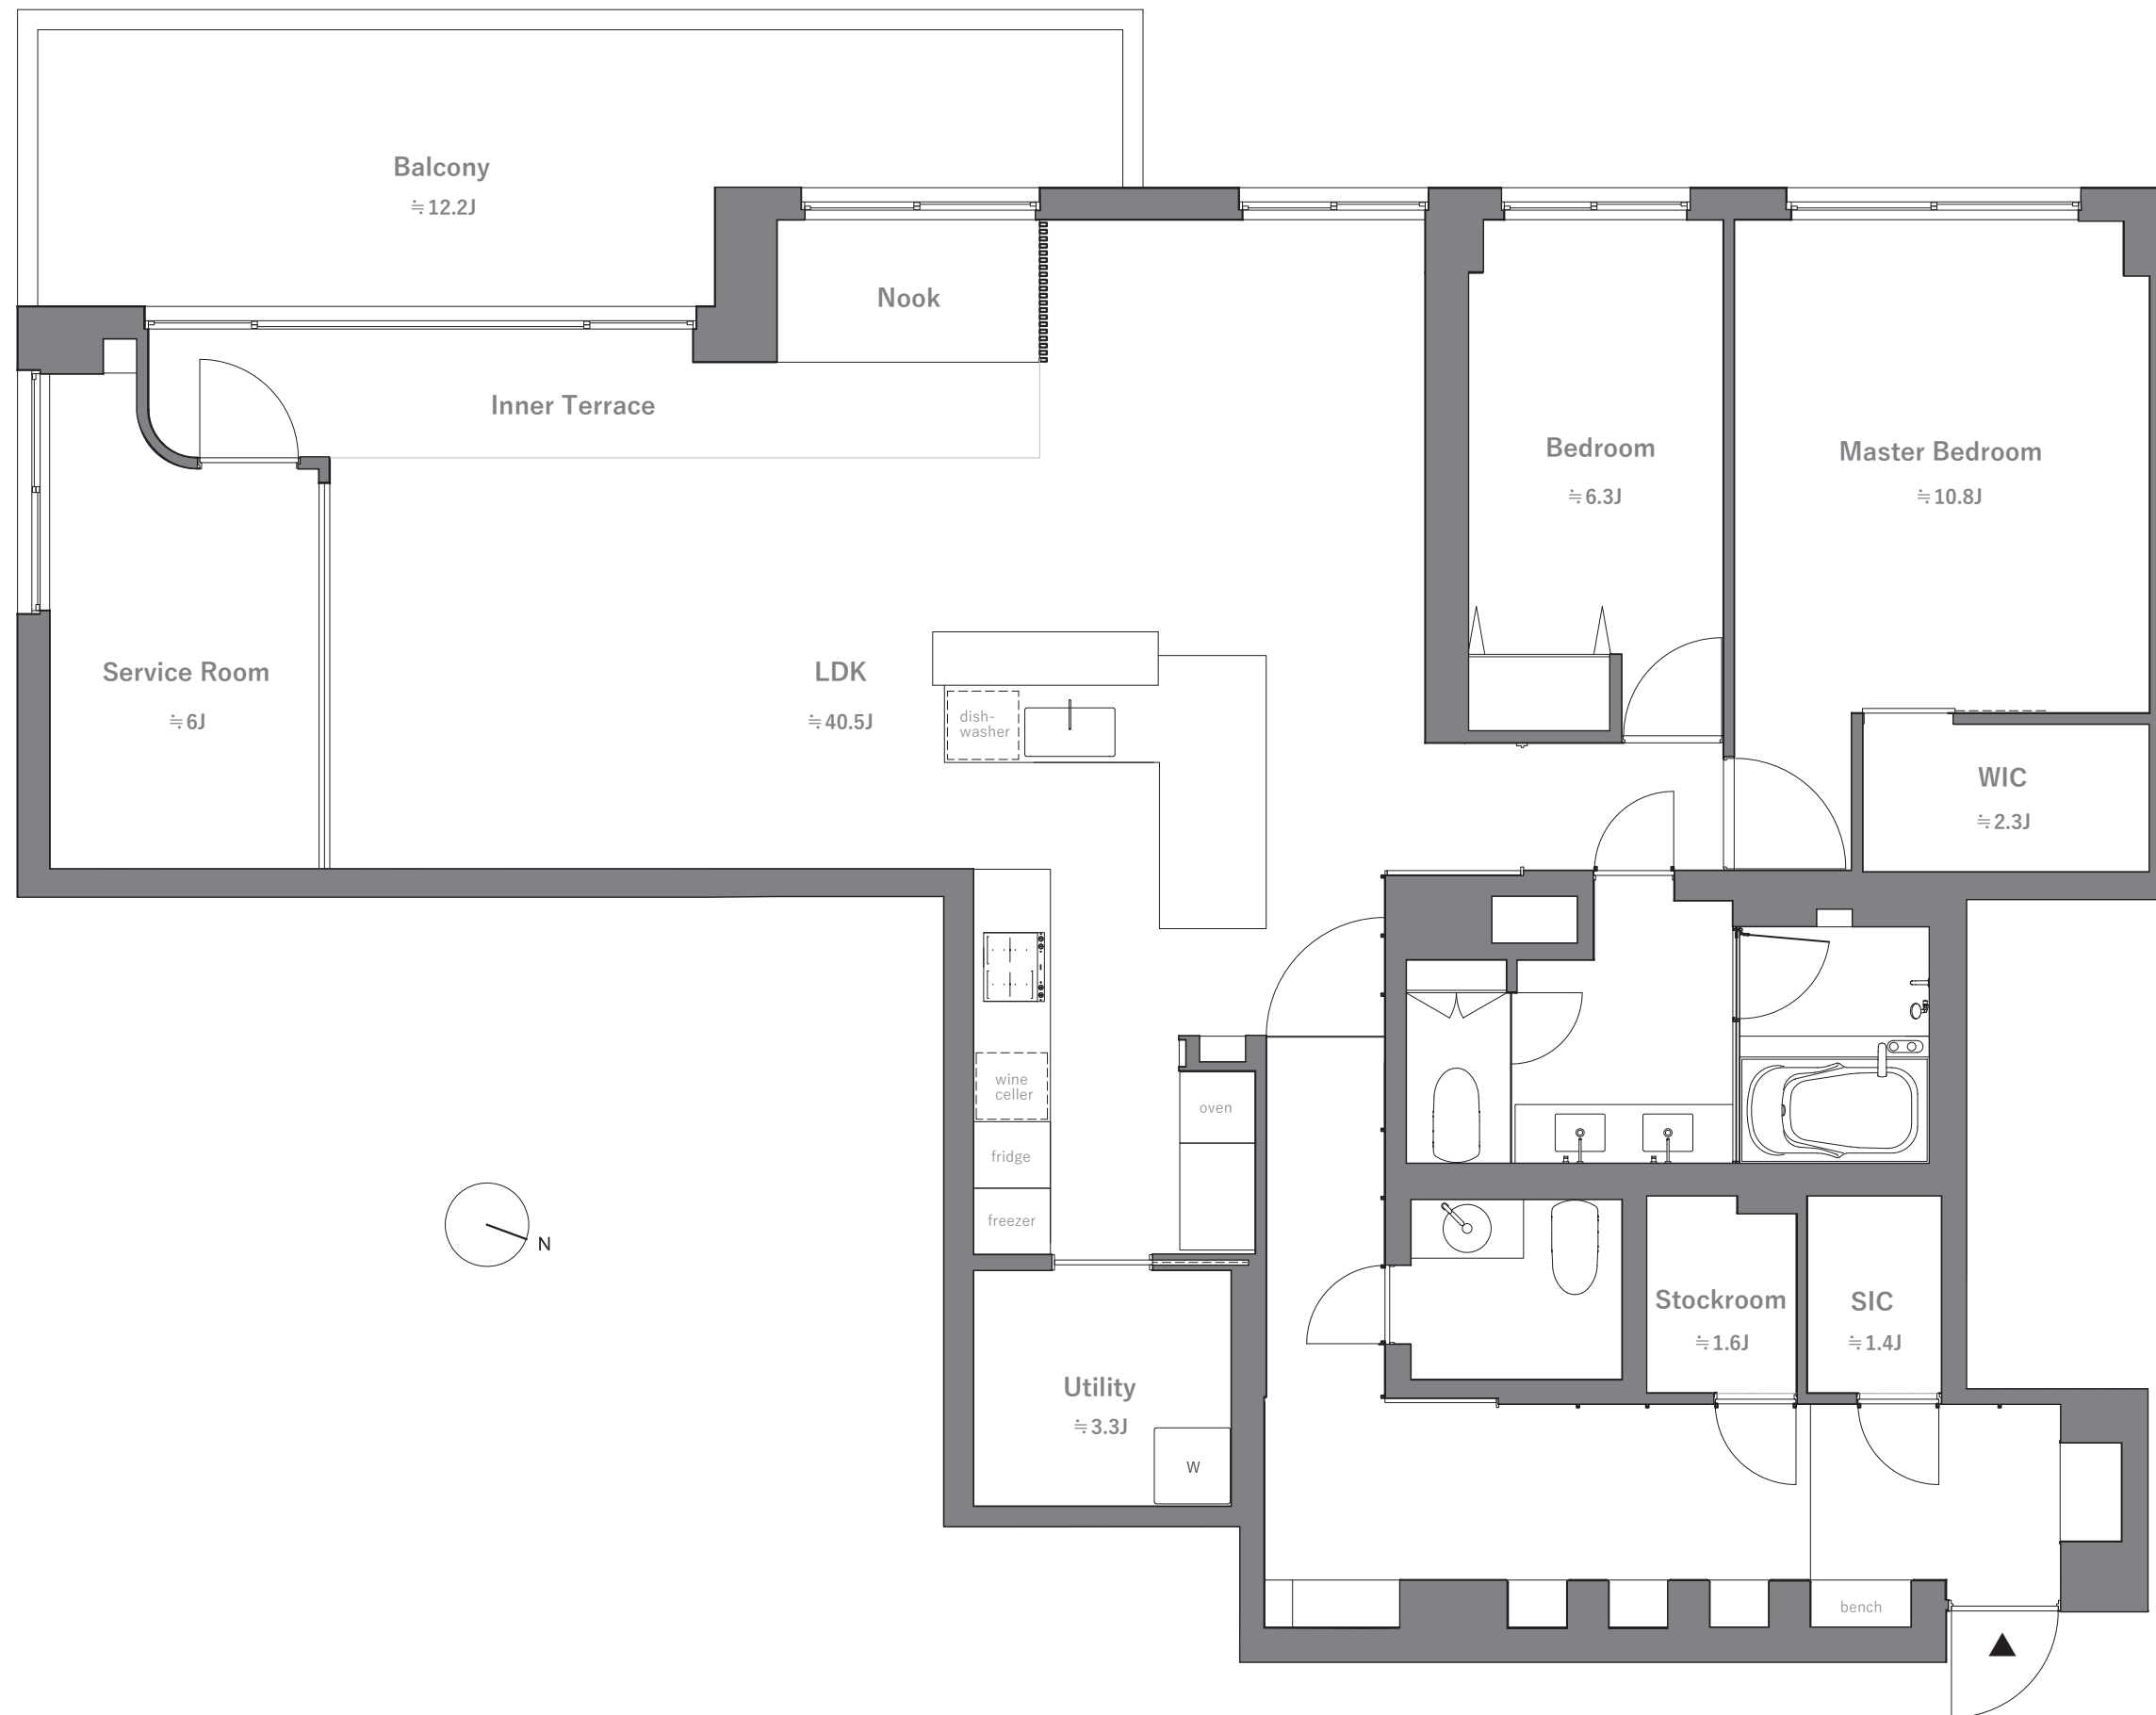 Balcony
≒12.2J
Nook
Inner Terrace
Bedroom
≒6.3J
Master Bedroom
≒10.8J
Service Room
≒6J
LDK
≒40.5J
dish-
washer
WIC
≒2.3J
wine
celler
oven
fridge
freezer
N
Stockroom
≒1.6J
SIC
≒1.4J
Utility
≒3.3J
W
bench